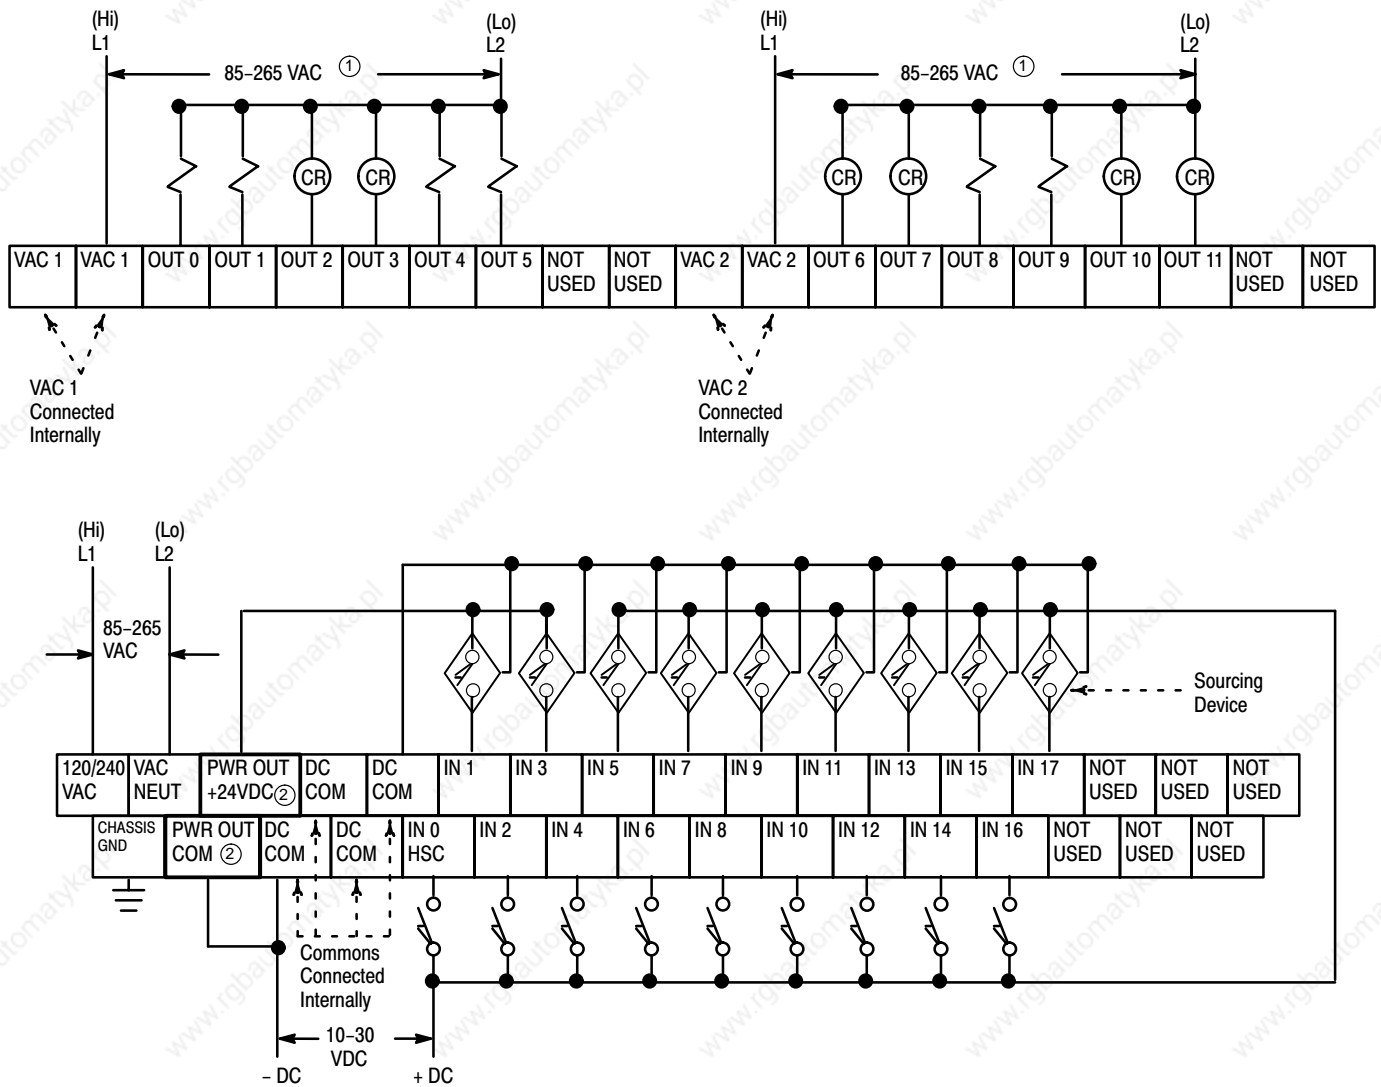 (Hi)
L1
(Lo)
L2
85–265 VAC ①
(Hi)
L1
(Lo)
L2
85–265 VAC ①
CR
CR
CR
CR
CR
CR
VAC 1
VAC 1
OUT 0
OUT 1
OUT 2
OUT 3
OUT 4
OUT 5
NOT
USED
NOT
USED
VAC 2
VAC 2
OUT 6
OUT 7
OUT 8
OUT 9
OUT 10
OUT 11
NOT
USED
NOT
USED
VAC 1
Connected
Internally
VAC 2
Connected
Internally
(Hi)
L1
(Lo)
L2
85–265
VAC
Sourcing
Device
120/240
VAC
VAC
NEUT
PWR OUT
+24VDC②
DC
COM
DC
COM
IN 1
IN 3
IN 5
IN 7
IN 9
IN 11
IN 13
IN 15
IN 17
NOT
USED
NOT
USED
NOT
USED
CHASSIS
GND
PWR OUT
COM ②
DC
COM
DC
COM
IN 0
HSC
IN 2
IN 4
IN 6
IN 8
IN 10
IN 12
IN 14
IN 16
NOT
USED
NOT
USED
NOT
USED
Commons
Connected
Internally
10–30
VDC
– DC
+ DC
www.rgbautomatyka.pl